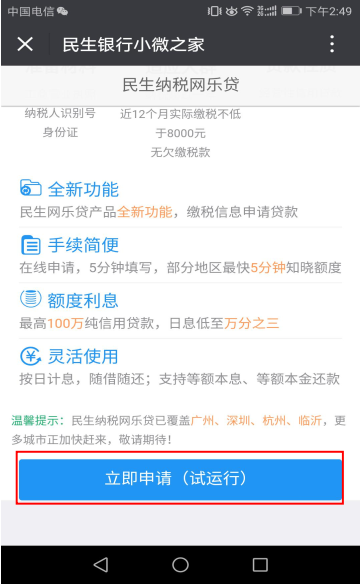 中国电信 下午2:49
民生银行小微之家
民生纳税网乐贷
纳税人识别号 近12个月实际缴税不低
身份证 于8000元
无欠缴税款
全新功能
民生网乐贷产品全新功能，缴税信息申请贷款
手续简便
在线申请，5分钟填写，部分地区最快5分钟知晓额度
额度利息
最高100万纯信用贷款，日息低至万分之三
灵活使用
按日计息，随借随还；支持等额本息、等额本金还款
温馨提示：民生纳税网乐贷已覆盖广州、深圳、杭州、临沂，更
多城市正加快赶来，敬请期待！
立即申请（试运行）